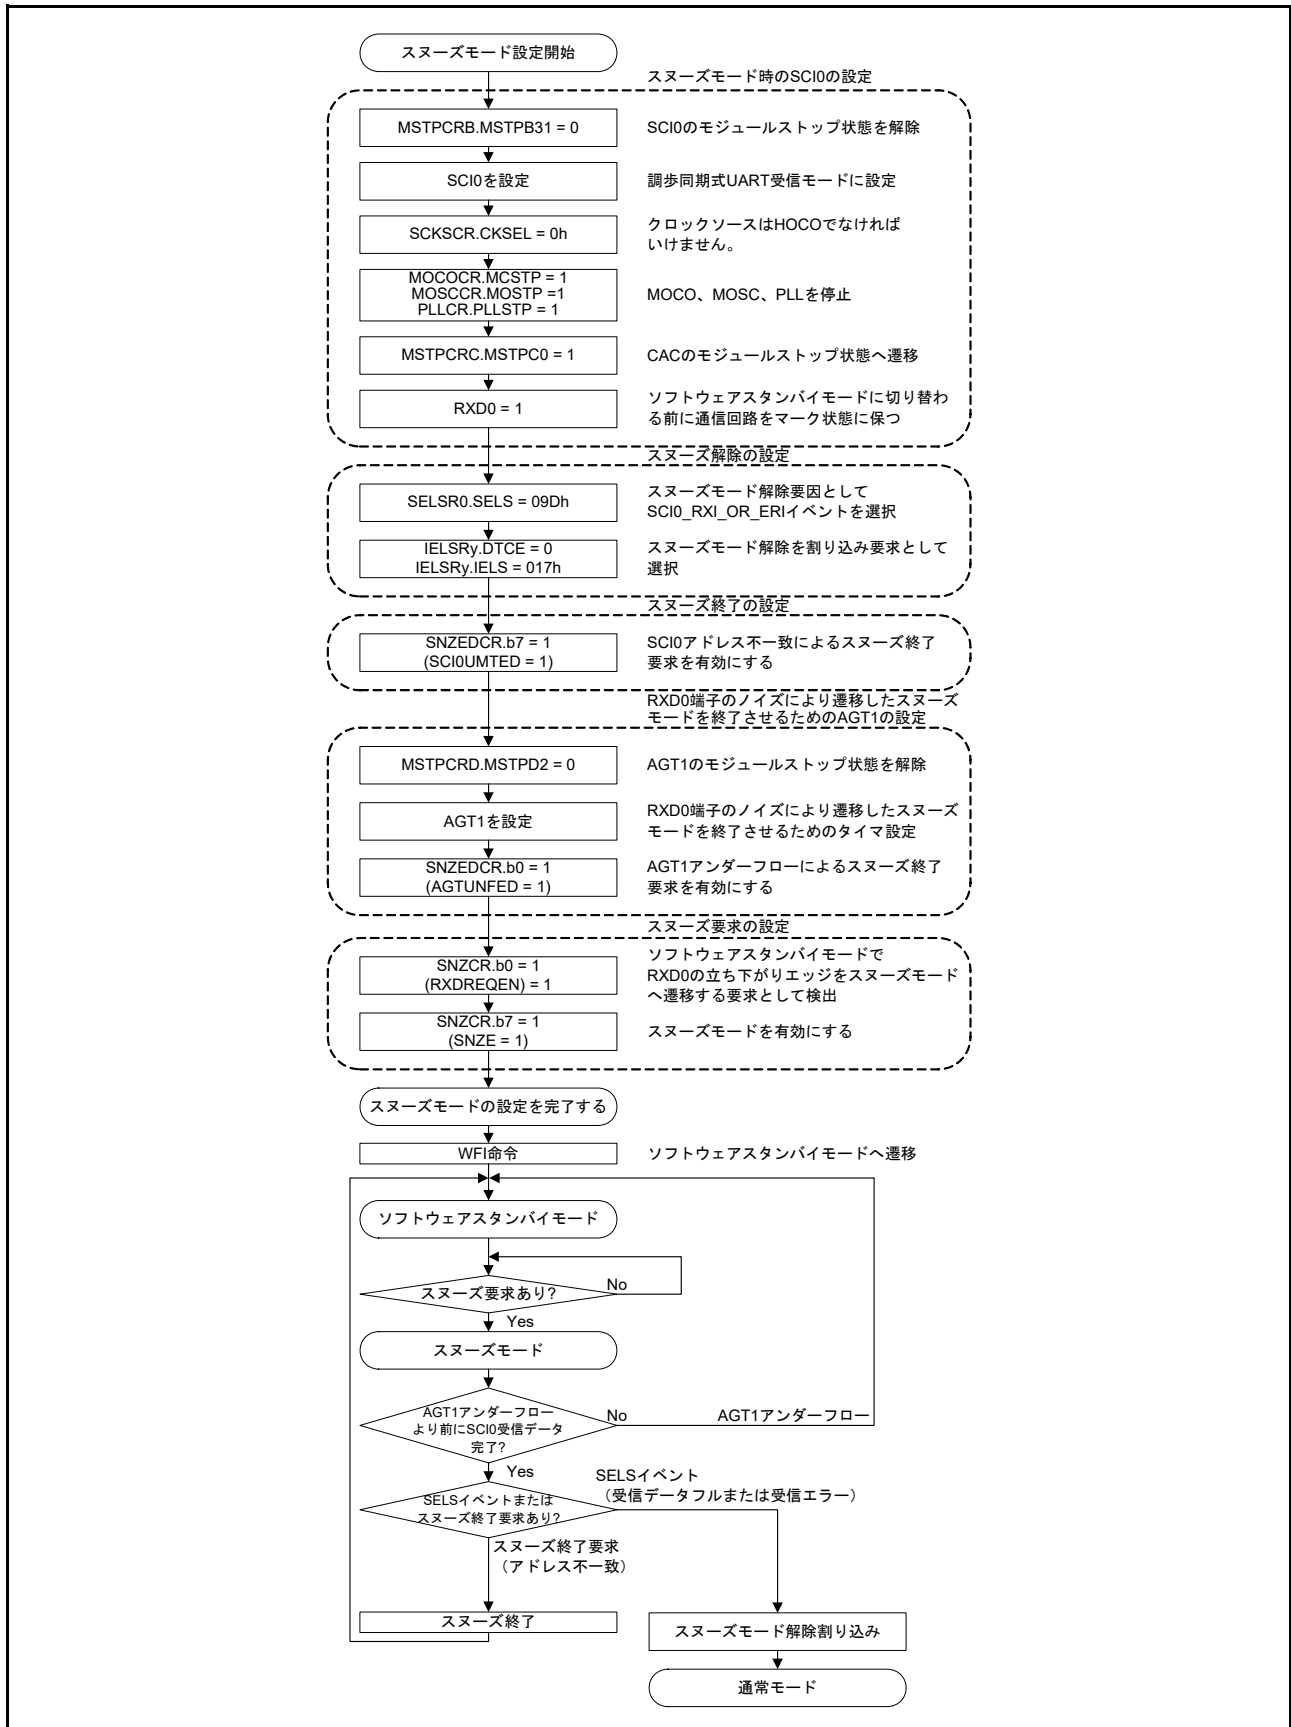 スヌーズモード設定開始
スヌーズモード時のSCI0の設定
MSTPCRB.MSTPB31 = 0
SCI0のモジュールストップ状態を解除
SCI0を設定
調歩同期式UART受信モードに設定
SCKSCR.CKSEL = 0h
クロックソースはHOCOでなければ
いけません。
MOCOCR.MCSTP = 1
MOSCCR.MOSTP =1
PLLCR.PLLSTP = 1
MOCO、MOSC、PLLを停止
MSTPCRC.MSTPC0 = 1
CACのモジュールストップ状態へ遷移
RXD0 = 1
ソフトウェアスタンバイモードに切り替わ
る前に通信回路をマーク状態に保つ
スヌーズ解除の設定
SELSR0.SELS = 09Dh
スヌーズモード解除要因として
SCI0_RXI_OR_ERIイベントを選択
IELSRy.DTCE = 0
IELSRy.IELS = 017h
スヌーズモード解除を割り込み要求として
選択
スヌーズ終了の設定
SNZEDCR.b7 = 1
(SCI0UMTED = 1)
SCI0アドレス不一致によるスヌーズ終了
要求を有効にする
RXD0端子のノイズにより遷移したスヌーズ
モードを終了させるためのAGT1の設定
MSTPCRD.MSTPD2 = 0
AGT1のモジュールストップ状態を解除
AGT1を設定
RXD0端子のノイズにより遷移したスヌーズ
モードを終了させるためのタイマ設定
SNZEDCR.b0 = 1
(AGTUNFED = 1)
AGT1アンダーフローによるスヌーズ終了
要求を有効にする
スヌーズ要求の設定
SNZCR.b0 = 1
(RXDREQEN) = 1
ソフトウェアスタンバイモードで
RXD0の立ち下がりエッジをスヌーズモード
へ遷移する要求として検出
SNZCR.b7 = 1
(SNZE = 1)
スヌーズモードを有効にする
スヌーズモードの設定を完了する
WFI命令
ソフトウェアスタンバイモードへ遷移
ソフトウェアスタンバイモード
スヌーズ要求あり?
No
Yes
スヌーズモード
AGT1アンダーフロー
より前にSCI0受信データ
完了?
No
AGT1アンダーフロー
Yes
SELSイベント
（受信データフルまたは受信エラー）
SELSイベントまたは
スヌーズ終了要求あり?
スヌーズ終了要求
（アドレス不一致）
スヌーズ終了
スヌーズモード解除割り込み
通常モード